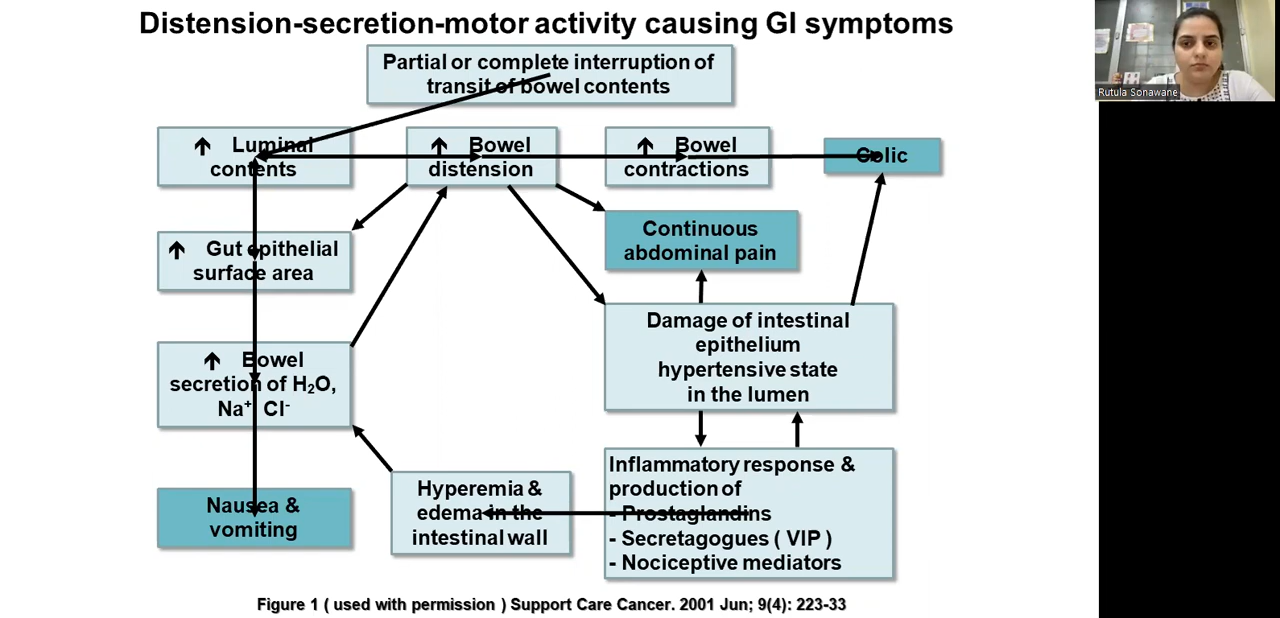 Distension-secretion-motor activity causing GI symptoms
Partial or complete interruption of
transit of bowel contents
↑ Luminal
contents
↑ Bowel
distension
↑ Bowel
contractions
Colic
↑ Gut epithelial
surface area
Continuous
abdominal pain
Damage of intestinal
epithelium
hypertensive state
in the lumen
↑ Bowel
secretion of H₂O,
Na⁺ Cl⁻
Inflammatory response &
production of
- Prostaglandins
- Secretagogues ( VIP )
- Nociceptive mediators
Hyperemia &
edema in the
intestinal wall
Nausea &
vomiting
Figure 1 ( used with permission ) Support Care Cancer. 2001 Jun; 9(4): 223-33
Rutula Sonawane